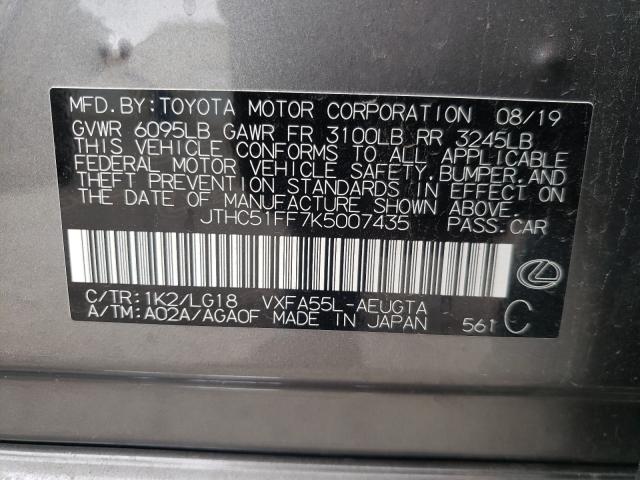 MFD.BY:TOYOTA MOTOR CORPORATION 08/19
GVWR 6095LB GAWR FR 3100LB RR 3245LB
THIS VEHICLE CONFORMS TO ALL APPLICABLE
FEDERAL MOTOR VEHICLE SAFETY,BUMPER,AND
THEFT PREVENTION STANDARDS IN EFFECT ON
THE DATE OF MANUFACTURE SHOWN ABOVE.
JTHC51FF7K5007435 PASS.CAR
C/TR:1K2/LG18 VXFA55L-AEUGTA
A/TM:A02A/AGA0F MADE IN JAPAN 561 C